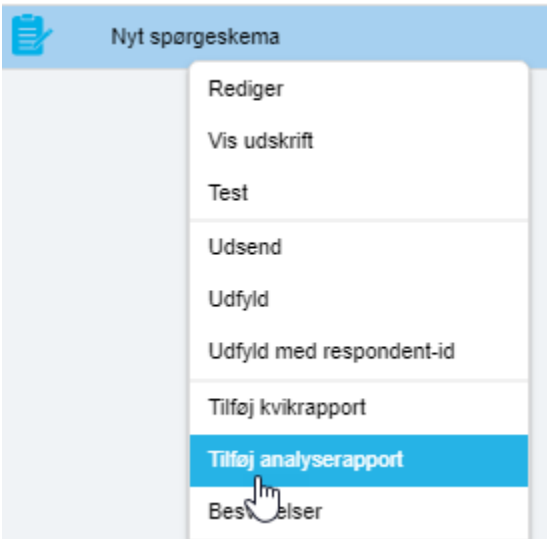 Nyt spørgeskema
Rediger
Vis udskrift
Test
Udsend
Udfyld
Udfyld med respondent-id
Tilføj kvikrapport
Tilføj analyserapport